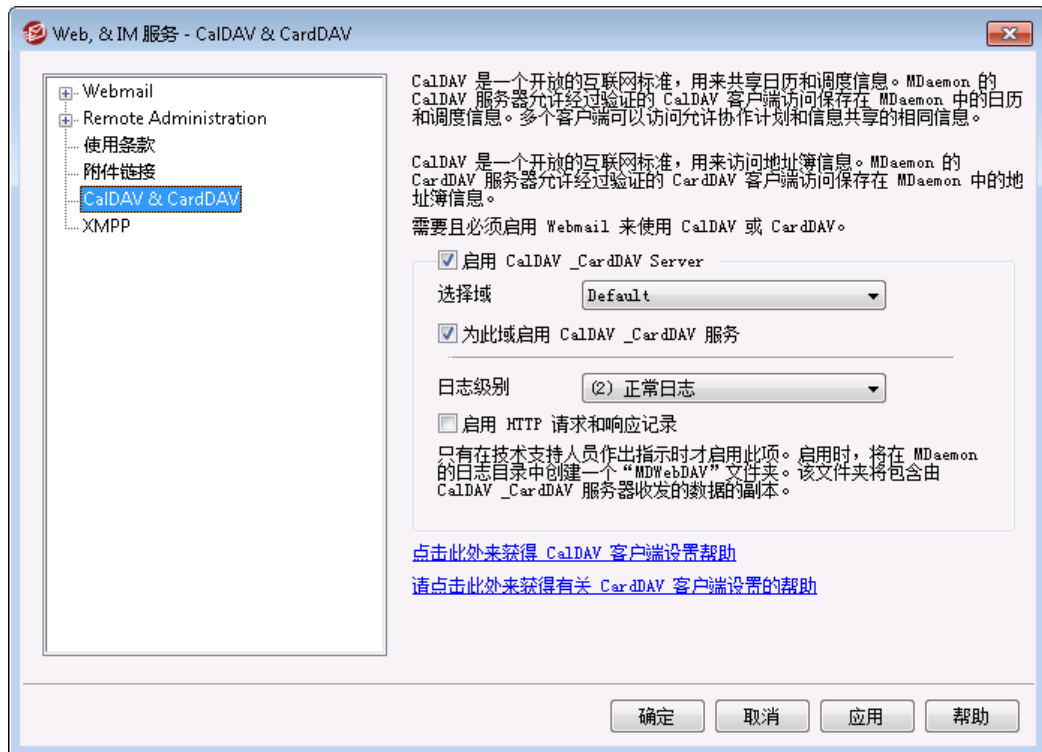 Web, & IM 服务 - CalDAV & CardDAV
Webmail
Remote Administration
使用条款
附件链接
CalDAV & CardDAV
XMPP
CalDAV 是一个开放的互联网标准，用来共享日历和调度信息。MDaemon 的
CalDAV 服务器允许经过验证的 CalDAV 客户端访问保存在 MDaemon 中的日历
和调度信息。多个客户端可以访问允许协作计划和信息共享的相同信息。
CalDAV 是一个开放的互联网标准，用来访问地址簿信息。MDaemon 的
CardDAV 服务器允许经过验证的 CardDAV 客户端访问保存在 MDaemon 中的地
址簿信息。
需要且必须启用 Webmail 来使用 CalDAV 或 CardDAV。
启用 CalDAV _CardDAV Server
选择域 Default
为此域启用 CalDAV _CardDAV 服务
日志级别 (2) 正常日志
启用 HTTP 请求和响应记录
只有在技术支持人员作出指示时才启用此项。启用时，将在 MDaemon
的日志目录中创建一个“MDWebDAV”文件夹。该文件夹将包含由
CalDAV _CardDAV 服务器收发的数据的副本。
点击此处来获得 CalDAV 客户端设置帮助
请点击此处来获得有关 CardDAV 客户端设置的帮助
确定 取消 应用 帮助